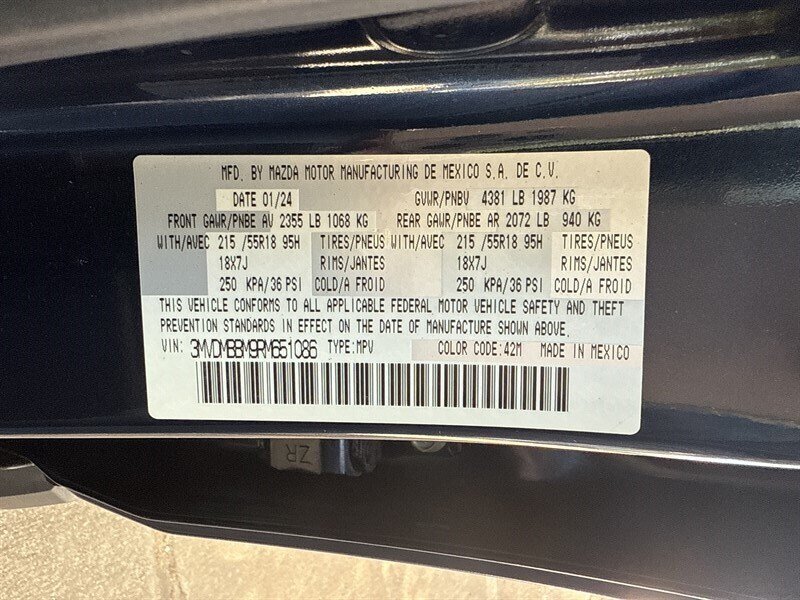 MFD. BY MAZDA MOTOR MANUFACTURING DE MEXICO S.A. DE C.V.
DATE 01/24 GVWR/PNBV 4381 LB 1987 KG
FRONT GAWR/PNBE AV 2355 LB 1068 KG REAR GAWR/PNBE AR 2072 LB 940 KG
WITH/AVEC 215 /55R18 95H TIRES/PNEUS WITH/AVEC 215 /55R18 95H TIRES/PNEUS
18X7J RIMS/JANTES 18X7J RIMS/JANTES
250 KPA/36 PSI COLD/A FROID 250 KPA/36 PSI COLD/A FROID
THIS VEHICLE CONFORMS TO ALL APPLICABLE FEDERAL MOTOR VEHICLE SAFETY AND THEFT
PREVENTION STANDARDS IN EFFECT ON THE DATE OF MANUFACTURE SHOWN ABOVE.
VIN: 3MVDMBBM9RM651086 TYPE:MPV COLOR CODE:42M MADE IN MEXICO
ZR